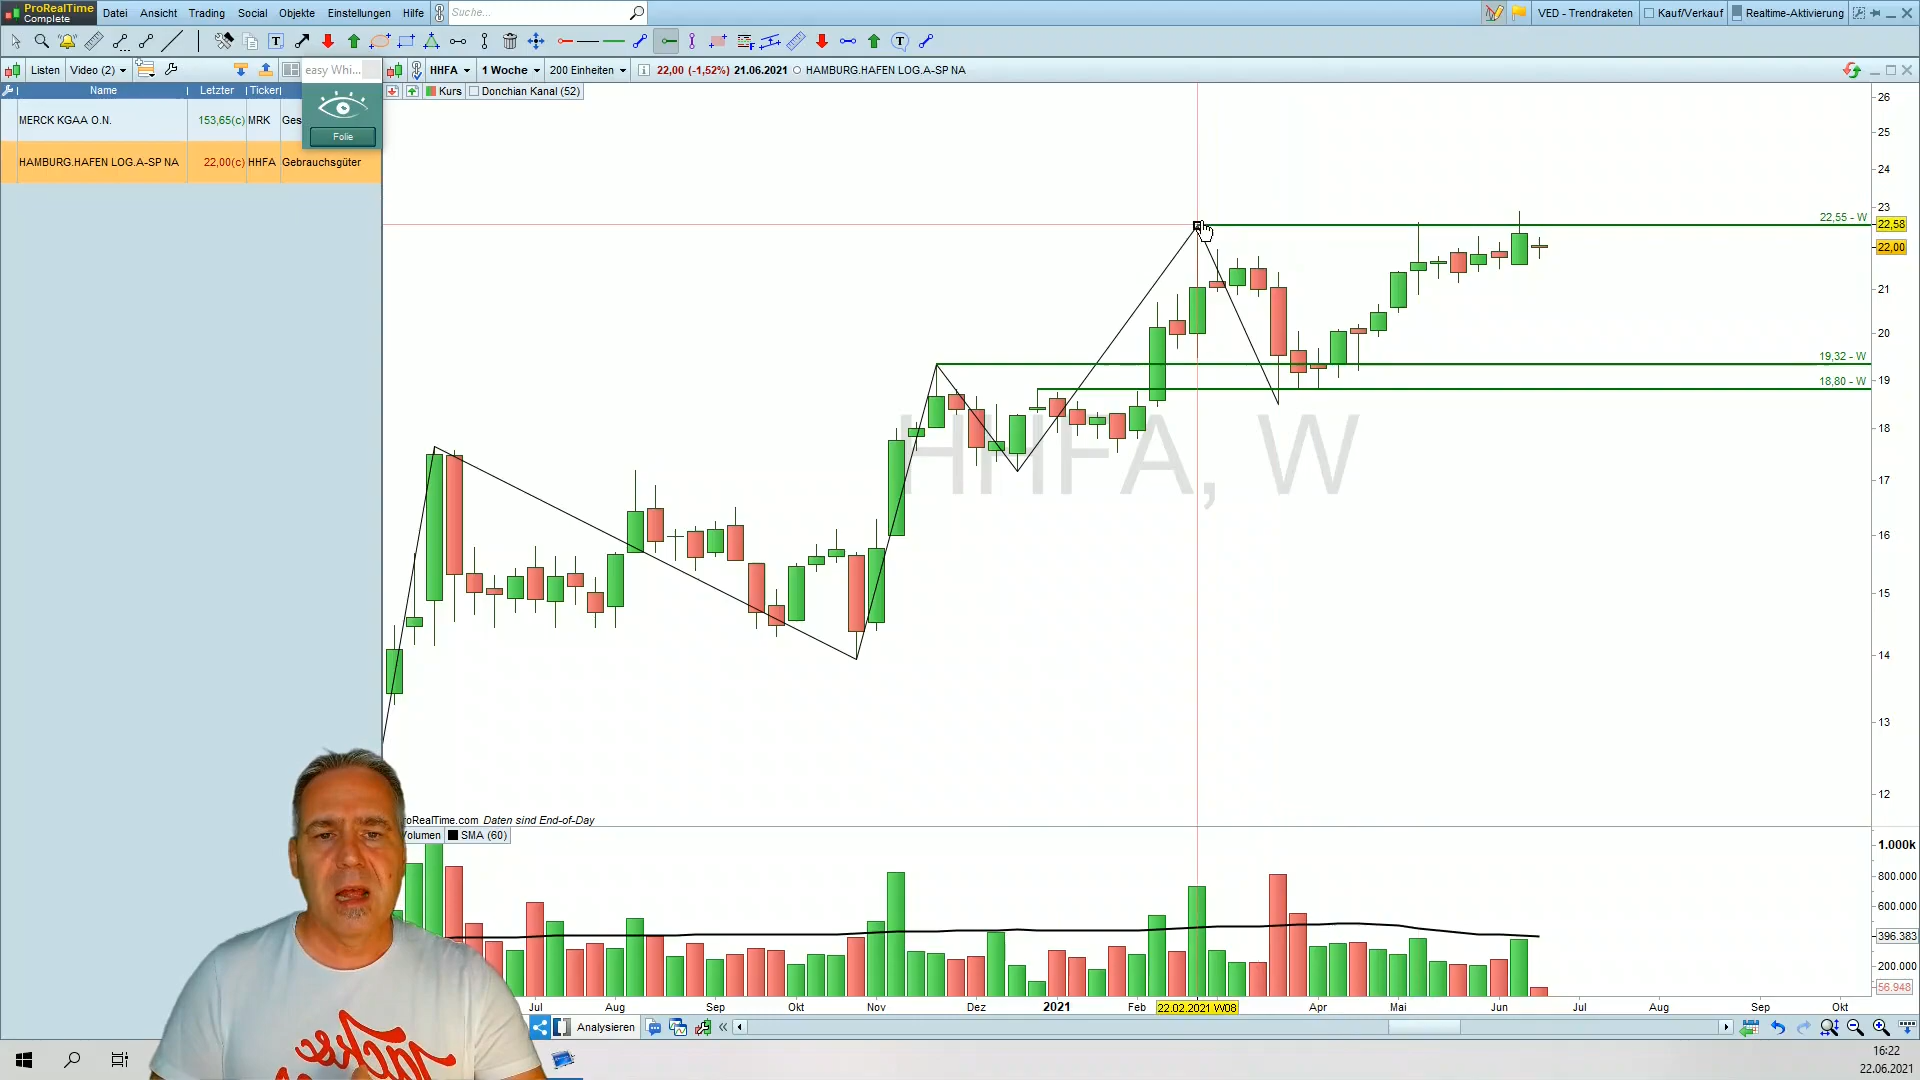 ProRealTime
Complete
Datei Ansicht Trading Social Objekte Einstellungen Hilfe
Suche...
VED - Trendraketen Kauf/Verkauf Realtime-Aktivierung
Listen Video (2)
easy Whi...
HHFA 1 Woche 200 Einheiten 22,00 (-1,52%) 21.06.2021 HAMBURG.HAFEN LOG.A-SP NA
Name Letzter Ticker
Kurs Donchian Kanal (52)
MERCK KGAA O.N. 153,65(c) MRK Ges
Folie
HAMBURG.HAFEN LOG.A-SP NA 22,00(c) HHFA Gebrauchsgüter
26
25
24
23
22,55 - W
22,58
22,00
21
20
19,32 - W
19
18,80 - W
18
HHFA, W
17
16
15
14
13
12
ProRealTime.com Daten sind End-of-Day
Volumen SMA (60)
1.000k
800.000
600.000
396.383
200.000
56.948
Jul Aug Sep Okt Nov Dez 2021 Feb 22.02.2021 W08 Apr Mai Jun Jul Aug Sep Okt
Analysieren
16:22
22.06.2021